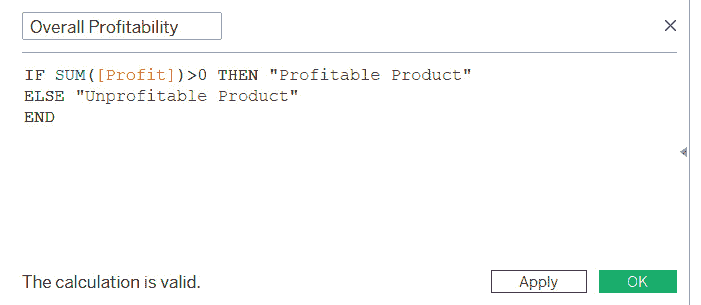 Overall Profitability
IF SUM([Profit])>0 THEN "Profitable Product"
ELSE "Unprofitable Product"
END
The calculation is valid.
Apply
OK